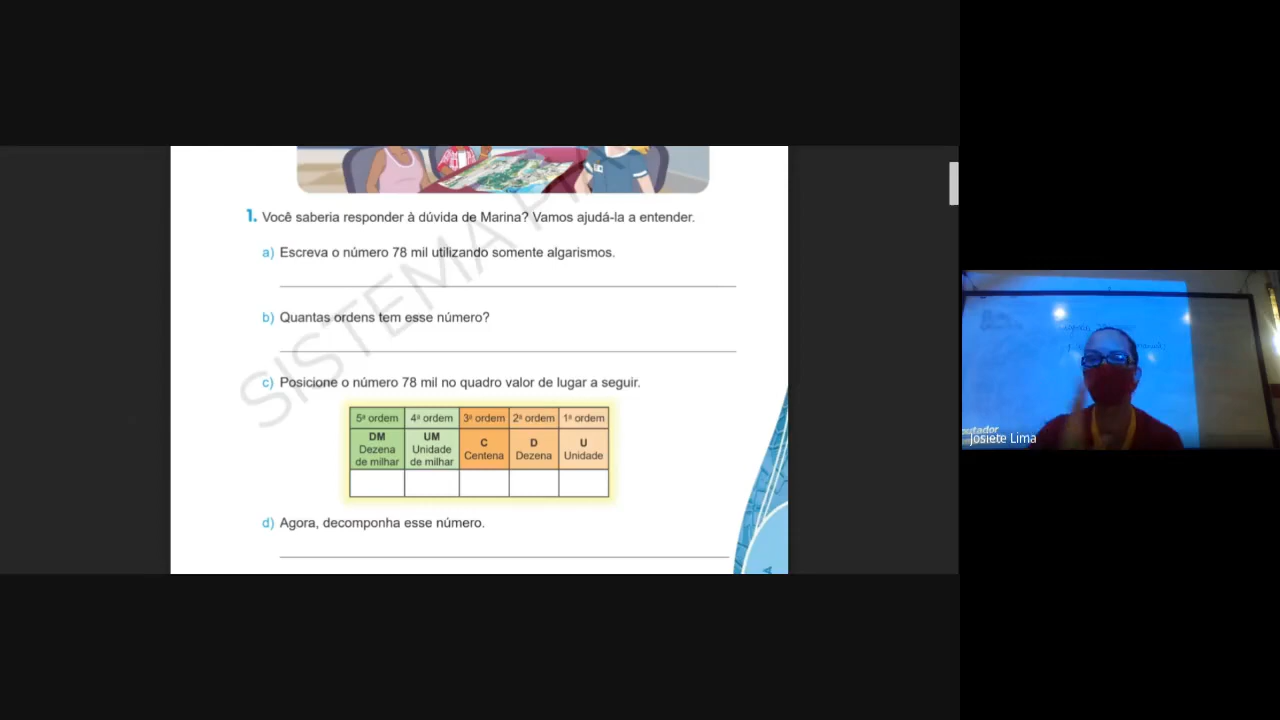 1. Você saberia responder à dúvida de Marina? Vamos ajudá-la a entender.
a) Escreva o número 78 mil utilizando somente algarismos.
b) Quantas ordens tem esse número?
c) Posicione o número 78 mil no quadro valor de lugar a seguir.
5ª ordem 4ª ordem 3ª ordem 2ª ordem 1ª ordem
DM UM C D U
Dezena de milhar Unidade de milhar Centena Dezena Unidade
d) Agora, decomponha esse número.
SISTEMA P
Josiete Lima